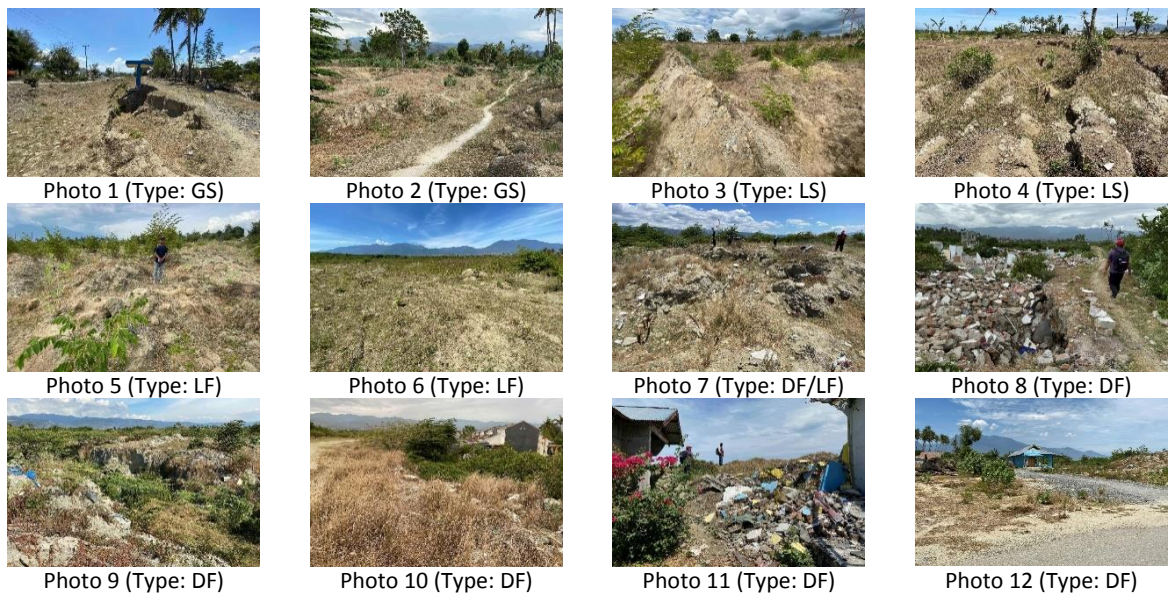 Photo 1 (Type: GS)
Photo 2 (Type: GS)
Photo 3 (Type: LS)
Photo 4 (Type: LS)
Photo 5 (Type: LF)
Photo 6 (Type: LF)
Photo 7 (Type: DF/LF)
Photo 8 (Type: DF)
Photo 9 (Type: DF)
Photo 10 (Type: DF)
Photo 11 (Type: DF)
Photo 12 (Type: DF)